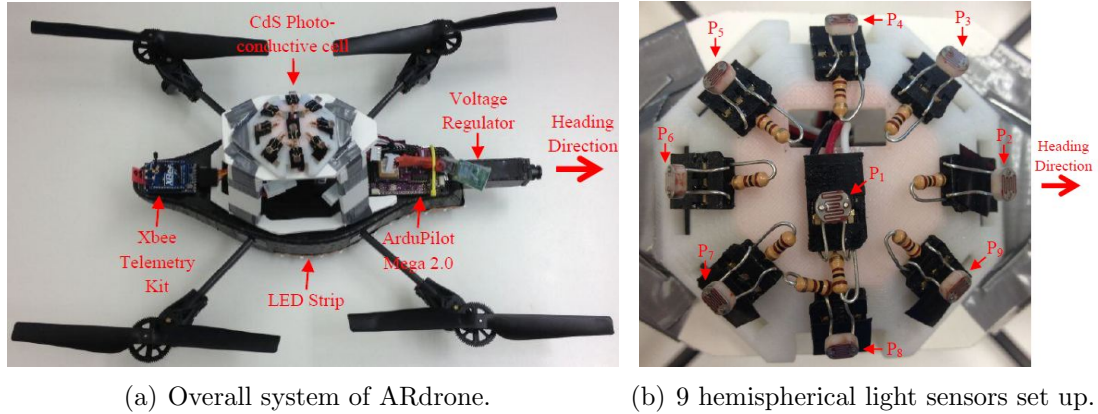 CdS Photo-
conductive cell
Voltage
Regulator
Heading
Direction
Xbee
Telemetry
Kit
LED Strip
ArduPilot
Mega 2.0
(a) Overall system of ARdrone.
P4
P3
P5
P6
P2
Heading
Direction
P1
P7
P9
P8
(b) 9 hemispherical light sensors set up.